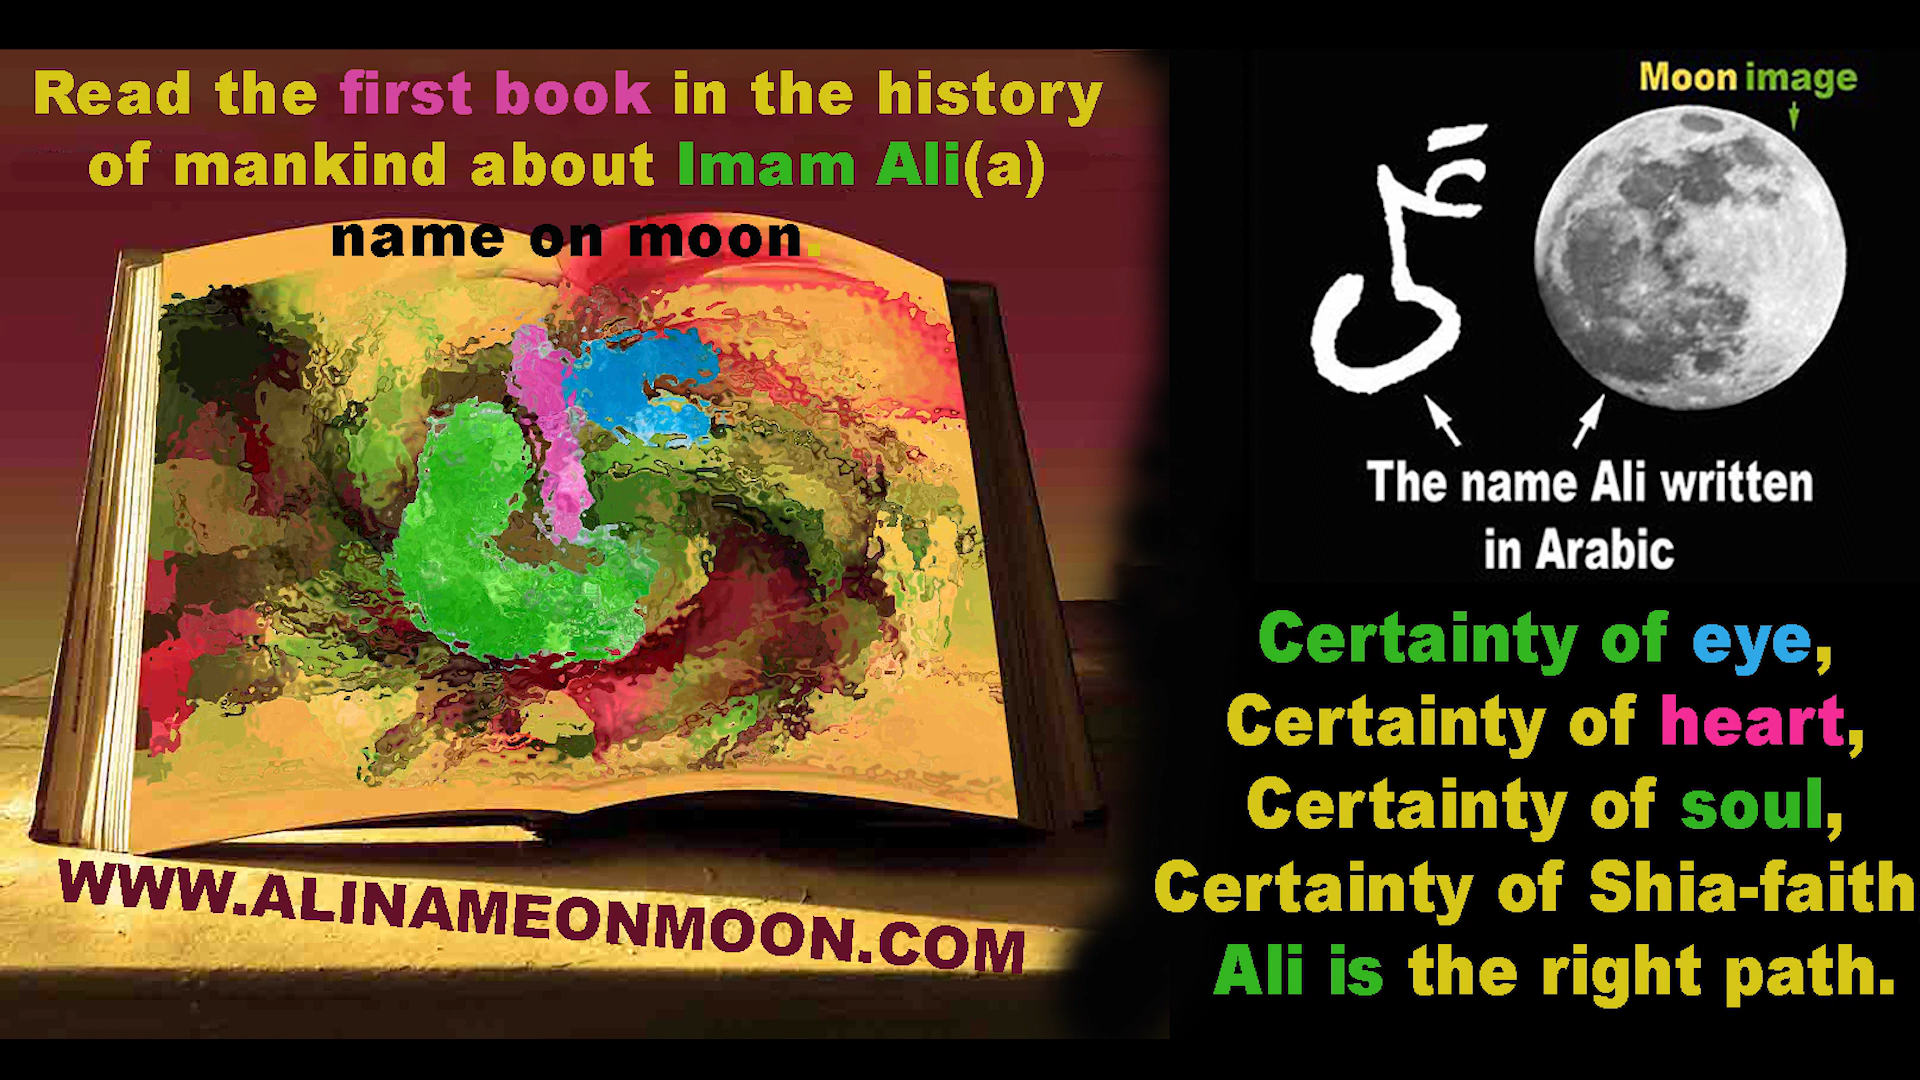 Read the first book in the history
of mankind about Imam Ali(a)
name on moon.
WWW.ALINAMEONMOON.COM
Moon image
علی
The name Ali written
in Arabic
Certainty of eye,
Certainty of heart,
Certainty of soul,
Certainty of Shia-faith
Ali is the right path.